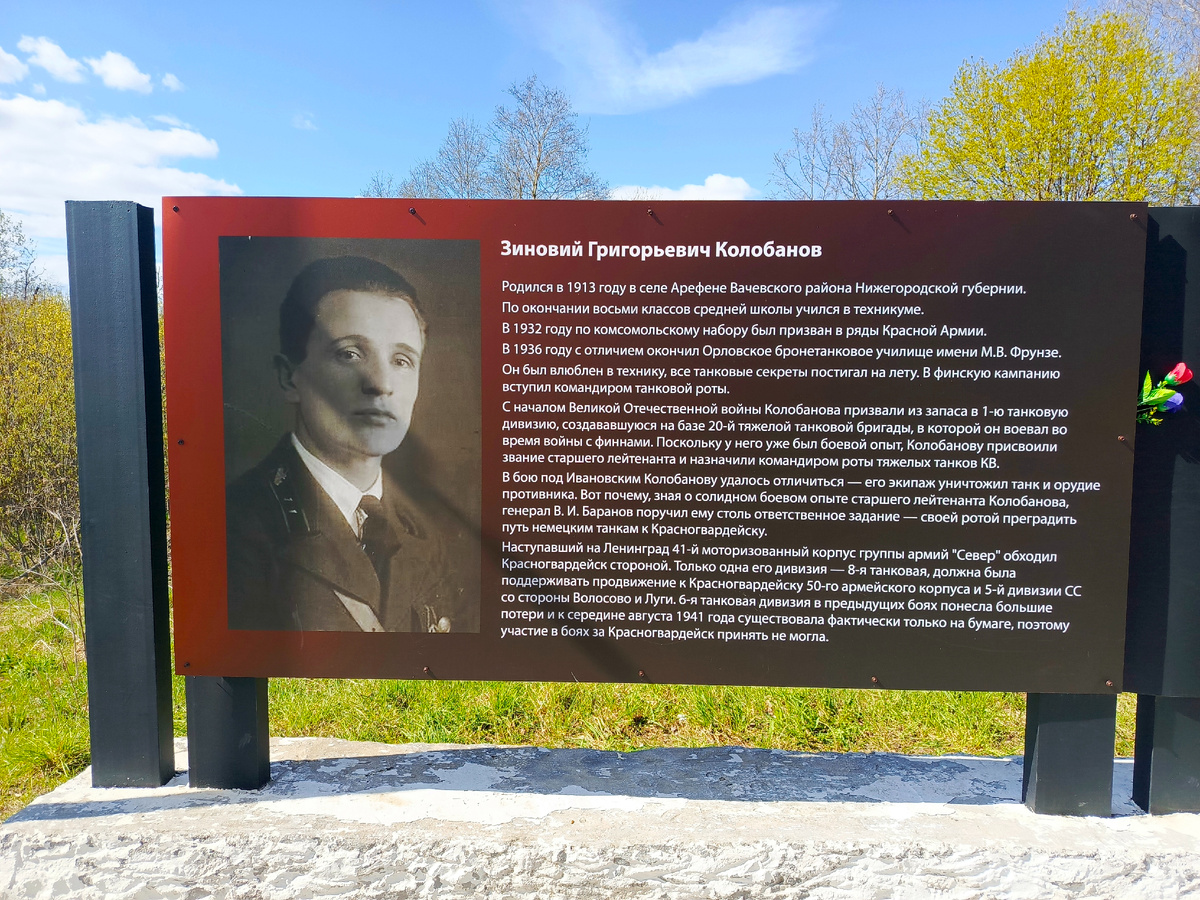 Зиновий Григорьевич Колобанов
Родился в 1913 году в селе Арефене Вачевского района Нижегородской губернии.
По окончании восьми классов средней школы учился в техникуме.
В 1932 году по комсомольскому набору был призван в ряды Красной Армии.
В 1936 году с отличием окончил Орловское бронетанковое училище имени М.В. Фрунзе.
Он был влюблен в технику, все танковые секреты постигал на лету. В финскую кампанию
вступил командиром танковой роты.
С началом Великой Отечественной войны Колобанова призвали из запаса в 1-ю танковую
дивизию, создававшуюся на базе 20-й тяжелой танковой бригады, в которой он воевал во
время войны с финнами. Поскольку у него уже был боевой опыт, Колобанову присвоили
звание старшего лейтенанта и назначили командиром роты тяжелых танков КВ.
В бою под Ивановским Колобанову удалось отличиться — его экипаж уничтожил танк и орудие
противника. Вот почему, зная о солидном боевом опыте старшего лейтенанта Колобанова,
генерал В. И. Баранов поручил ему столь ответственное задание — своей ротой преградить
путь немецким танкам к Красногвардейску.
Наступавший на Ленинград 41-й моторизованный корпус группы армий "Север" обходил
Красногвардейск стороной. Только одна его дивизия — 8-я танковая, должна была
поддерживать продвижение к Красногвардейску 50-го армейского корпуса и 5-й дивизии СС
со стороны Волосово и Луги. 6-я танковая дивизия в предыдущих боях понесла большие
потери и к середине августа 1941 года существовала фактически только на бумаге, поэтому
участие в боях за Красногвардейск принять не могла.